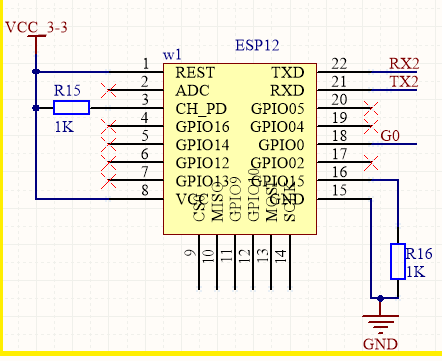 VCC_3-3
w1
ESP12
1 REST TXD 22 RX2
2 ADC RXD 21 TX2
R15 3 CH_PD GPIO05 20
1K 4 GPIO16 GPIO04 19
5 GPIO14 GPIO0 18 G0
6 GPIO12 GPIO02 17
7 GPIO13 GPIO15 16
8 VCC GND 15
CSC MISO GPIO9 GPIO10 MOSI SCLK
9 10 11 12 13 14
R16
1K
GND